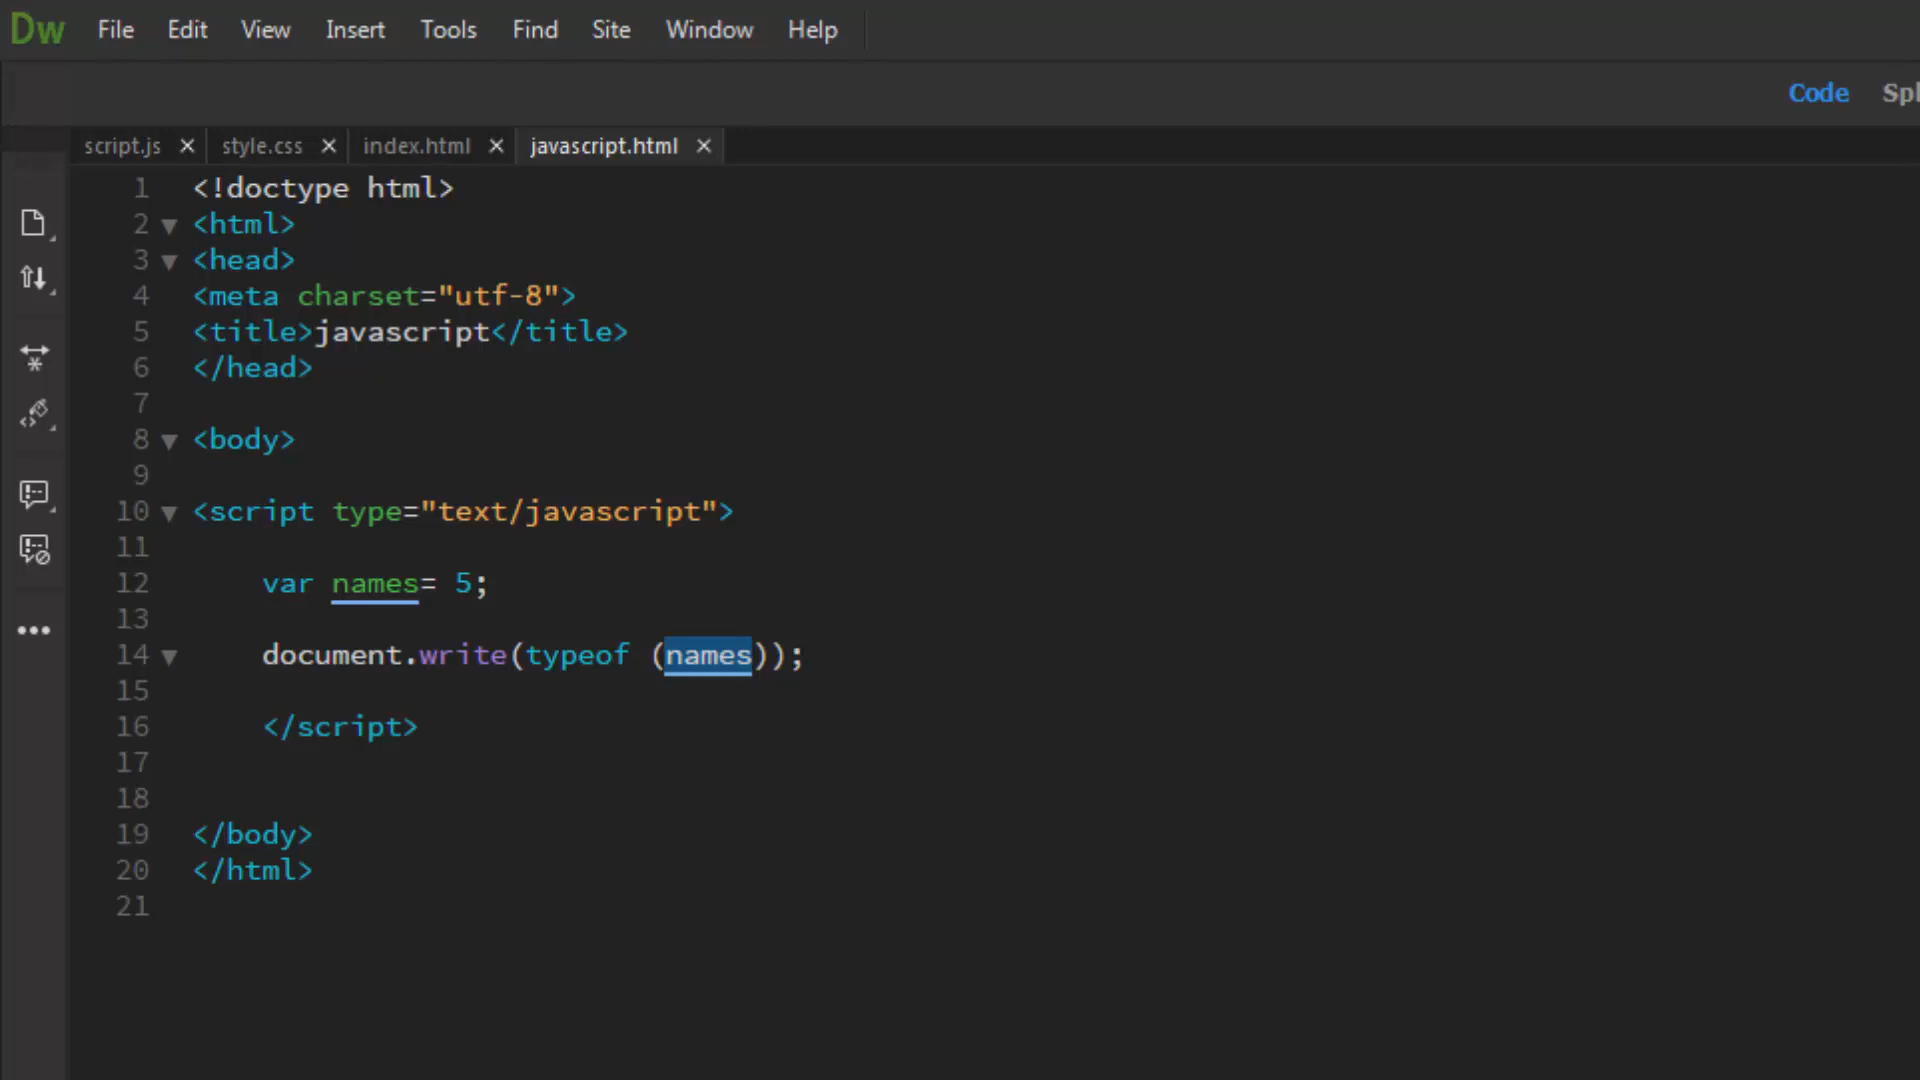 Dw File Edit View Insert Tools Find Site Window Help
Code Spl
script.js × style.css × index.html × javascript.html ×
1 <!doctype html>
2 ▼ <html>
3 ▼ <head>
4 <meta charset="utf-8">
5 <title>javascript</title>
6 </head>
7
8 ▼ <body>
9
10 ▼ <script type="text/javascript">
11
12 var names= 5;
13
14 ▼ document.write(typeof (names));
15
16 </script>
17
18
19 </body>
20 </html>
21